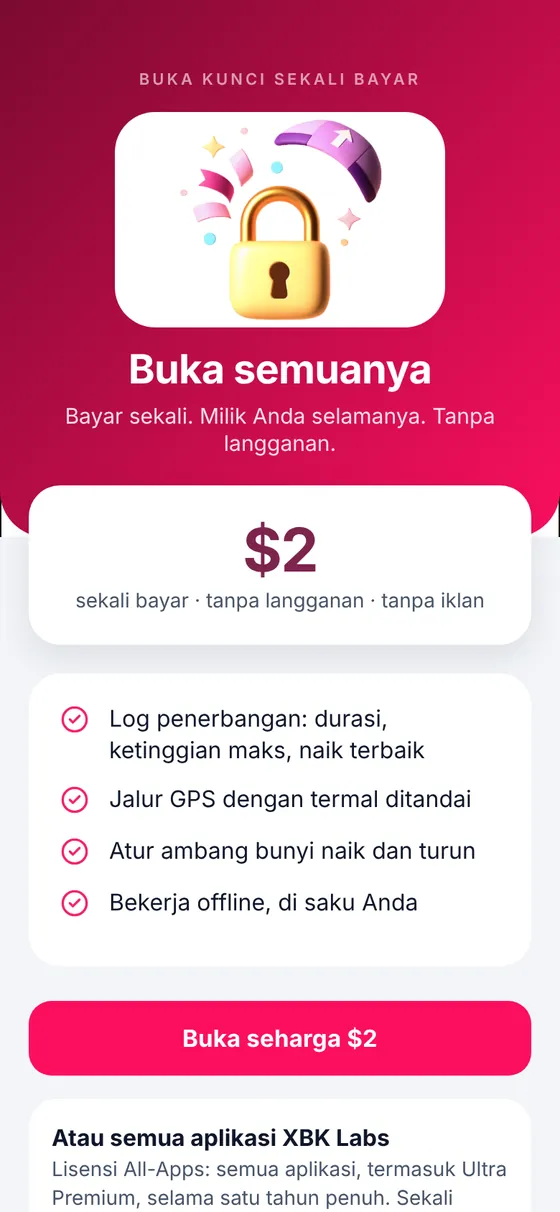 BUKA KUNCI SEKALI BAYAR
Buka semuanya
Bayar sekali. Milik Anda selamanya. Tanpa
langganan.
$2
sekali bayar · tanpa langganan · tanpa iklan
Log penerbangan: durasi,
ketinggian maks, naik terbaik
Jalur GPS dengan termal ditandai
Atur ambang bunyi naik dan turun
Bekerja offline, di saku Anda
Buka seharga $2
Atau semua aplikasi XBK Labs
Lisensi All-Apps: semua aplikasi, termasuk Ultra
Premium, selama satu tahun penuh. Sekali